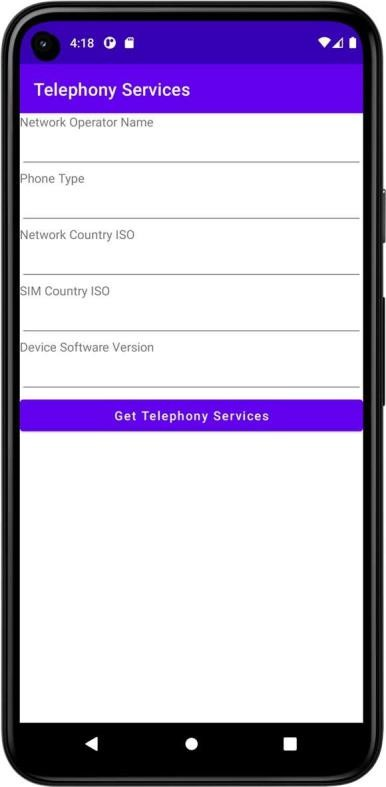 4:18
Telephony Services
Network Operator Name
Phone Type
Network Country ISO
SIM Country ISO
Device Software Version
Get Telephony Services